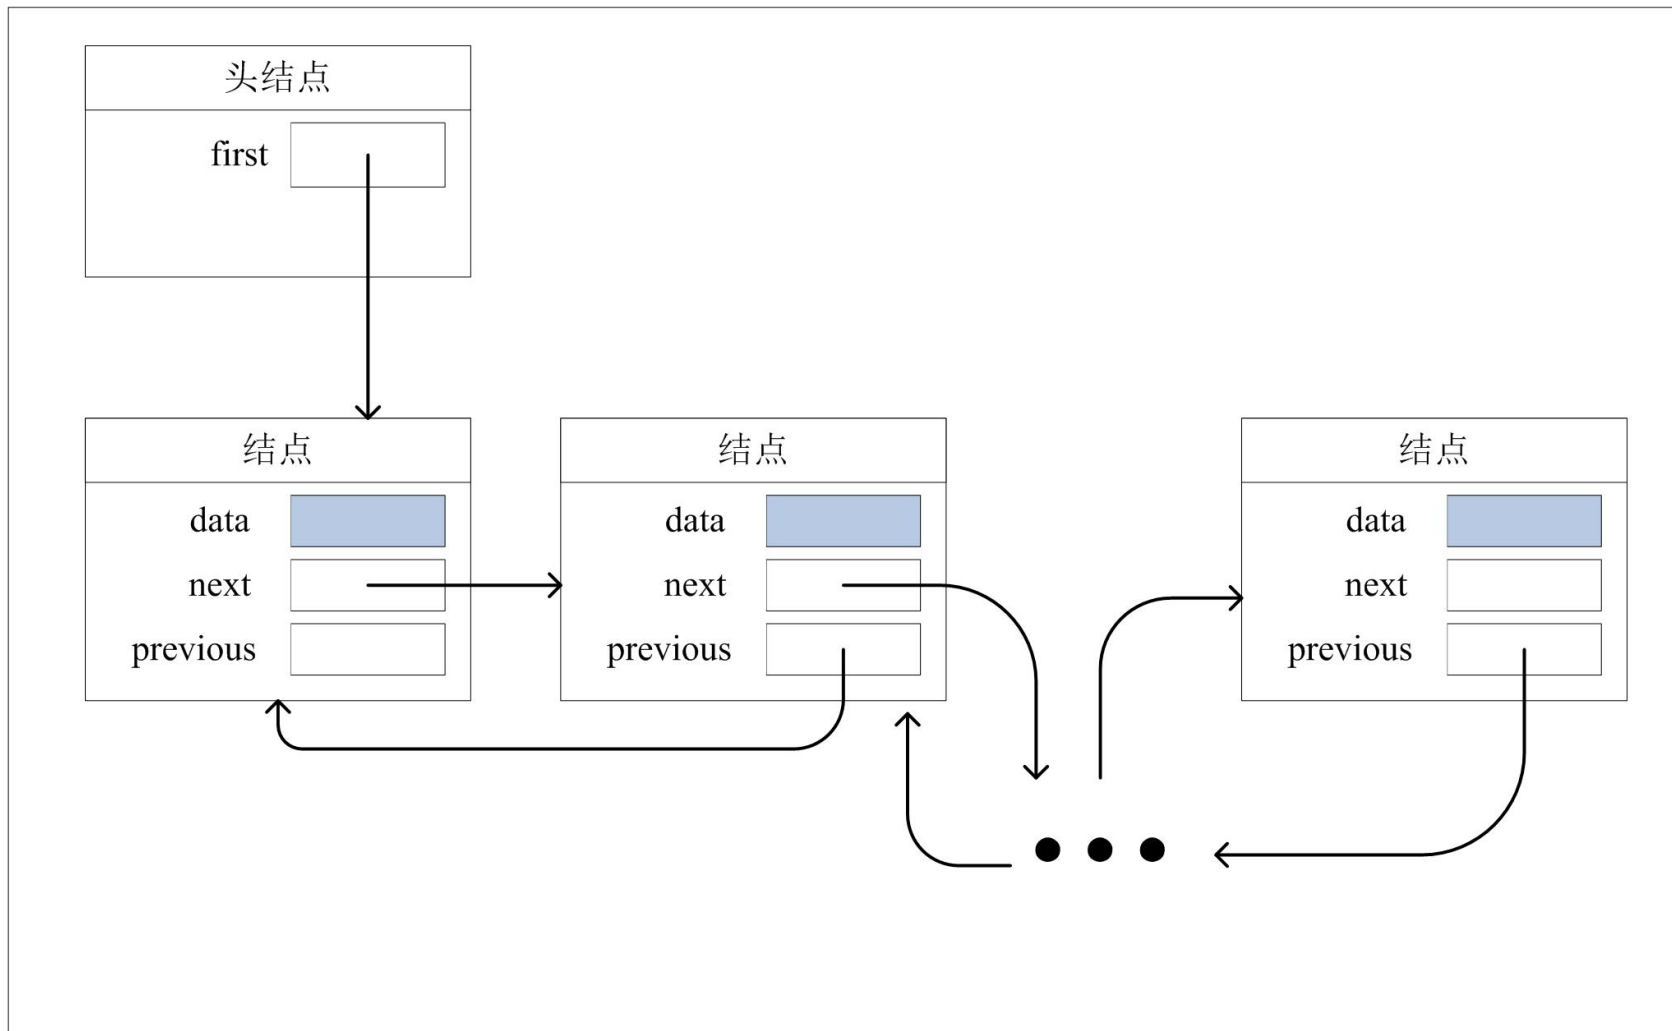 头结点
first
结点
data
next
previous
结点
data
next
previous
结点
data
next
previous